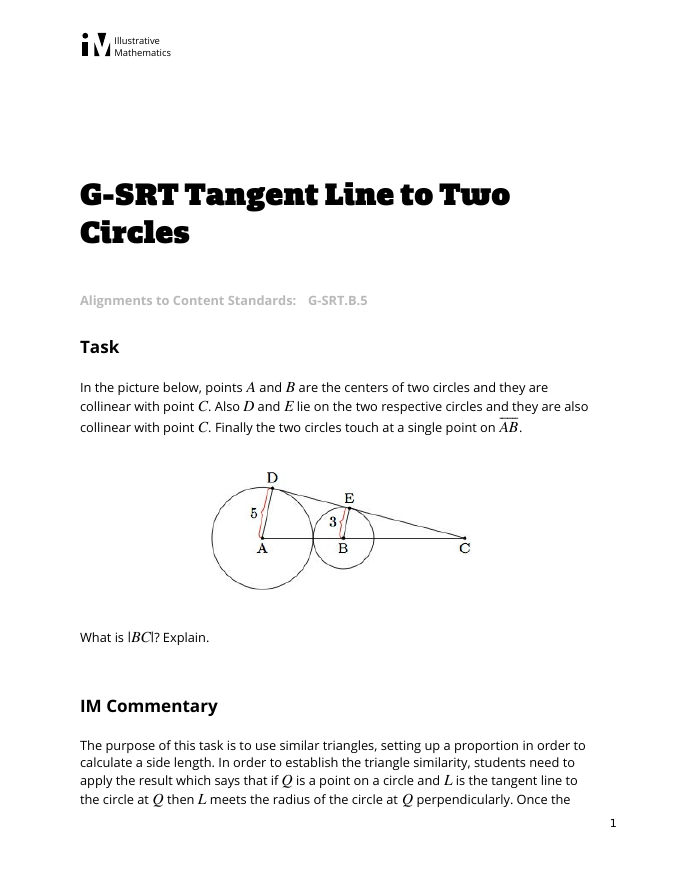 Illustrative
Mathematics
G-SRT Tangent Line to Two
Circles
Alignments to Content Standards: G-SRT.B.5
Task
In the picture below, points A and B are the centers of two circles and they are
collinear with point C. Also D and E lie on the two respective circles and they are also
collinear with point C. Finally the two circles touch at a single point on A̅B̅.
D
E
5
3
A
B
C
What is |BC|? Explain.
IM Commentary
The purpose of this task is to use similar triangles, setting up a proportion in order to
calculate a side length. In order to establish the triangle similarity, students need to
apply the result which says that if Q is a point on a circle and L is the tangent line to
the circle at Q then L meets the radius of the circle at Q perpendicularly. Once the
1